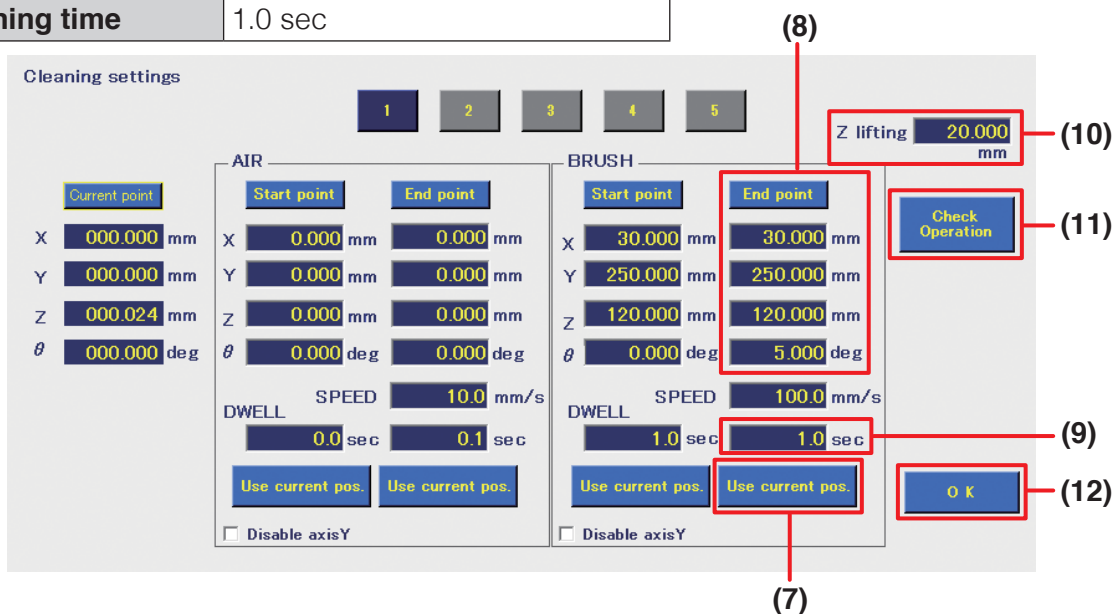 ning time 1.0 sec
(8)
Cleaning settings
1 2 3 4 5
Z lifting 20.000 mm (10)
AIR BRUSH
Current point Start point End point Start point End point
Check Operation (11)
X 000.000 mm X 0.000 mm 0.000 mm X 30.000 mm 30.000 mm
Y 000.000 mm Y 0.000 mm 0.000 mm Y 250.000 mm 250.000 mm
Z 000.024 mm Z 0.000 mm 0.000 mm Z 120.000 mm 120.000 mm
θ 000.000 deg θ 0.000 deg 0.000 deg θ 0.000 deg 5.000 deg
SPEED 10.0 mm/s SPEED 100.0 mm/s
DWELL DWELL
0.0 sec 0.1 sec 1.0 sec 1.0 sec (9)
Use current pos. Use current pos. Use current pos. Use current pos. O K (12)
Disable axisY Disable axisY
(7)